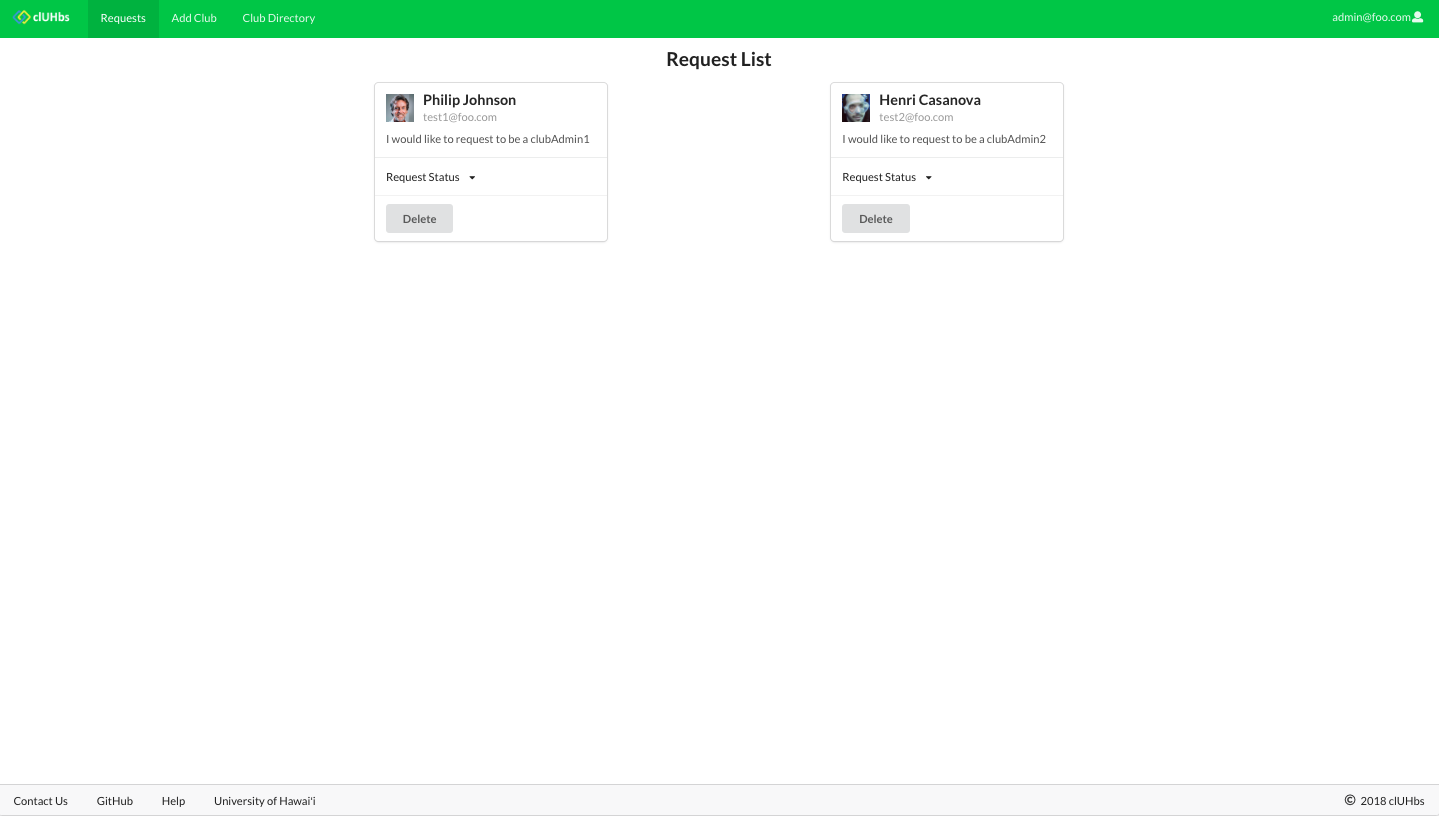 clUHbs
Requests
Add Club
Club Directory
admin@foo.com
Request List
Philip Johnson
test1@foo.com
I would like to request to be a clubAdmin1
Request Status
Delete
Henri Casanova
test2@foo.com
I would like to request to be a clubAdmin2
Request Status
Delete
Contact Us
GitHub
Help
University of Hawai'i
© 2018 clUHbs